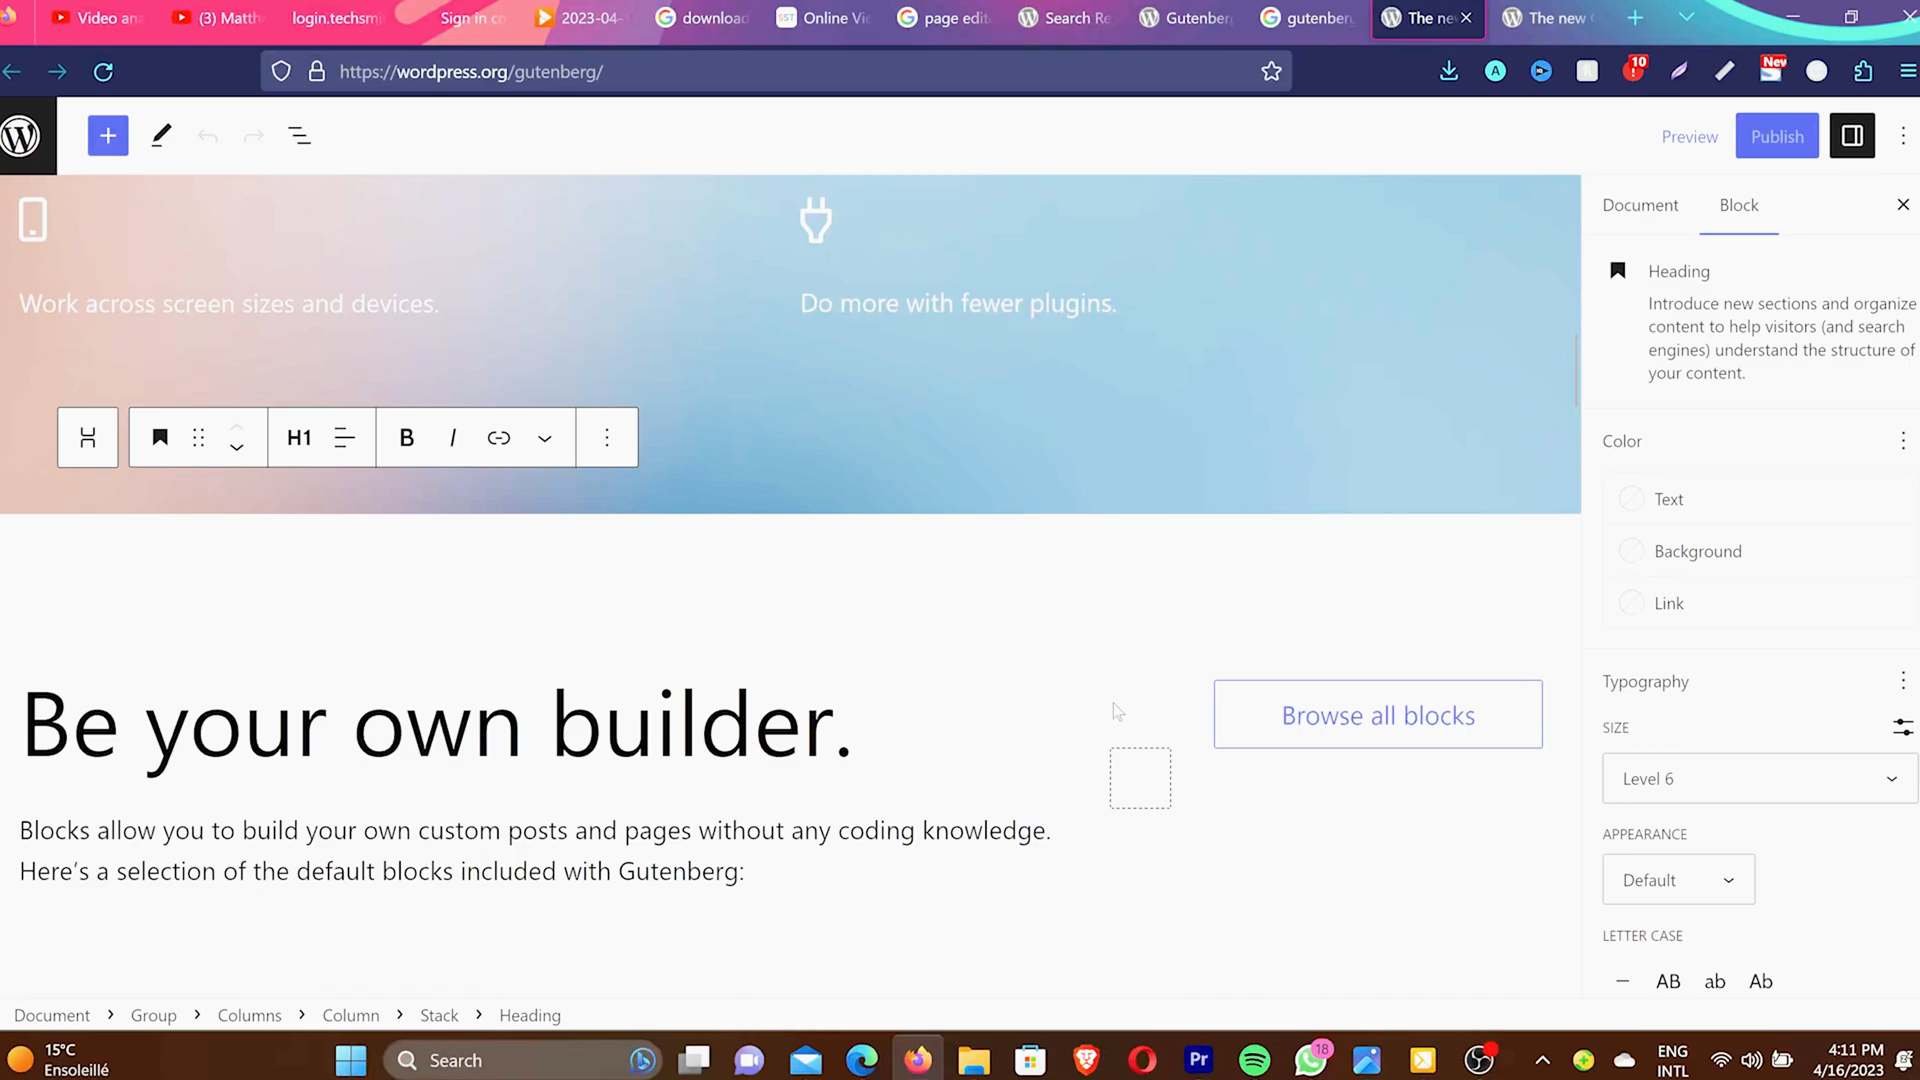 Video an
(3) Matth
login.techsmi
Sign in co
2023-04-
download
SST
Online Vi
page edit
Search Re
Gutenber
gutenber
The ne
The new
https://wordpress.org/gutenberg/
A
10
New
Preview
Publish
Work across screen sizes and devices.
Do more with fewer plugins.
H1
B
I
Be your own builder.
Browse all blocks
Blocks allow you to build your own custom posts and pages without any coding knowledge.
Here's a selection of the default blocks included with Gutenberg:
Document
Block
Heading
Introduce new sections and organize
content to help visitors (and search
engines) understand the structure of
your content.
Color
Text
Background
Link
Typography
SIZE
Level 6
APPEARANCE
Default
LETTER CASE
— AB ab Ab
Document > Group > Columns > Column > Stack > Heading
15°C
Ensoleillé
Search
Pr
18
ENG
INTL
4:11 PM
4/16/2023